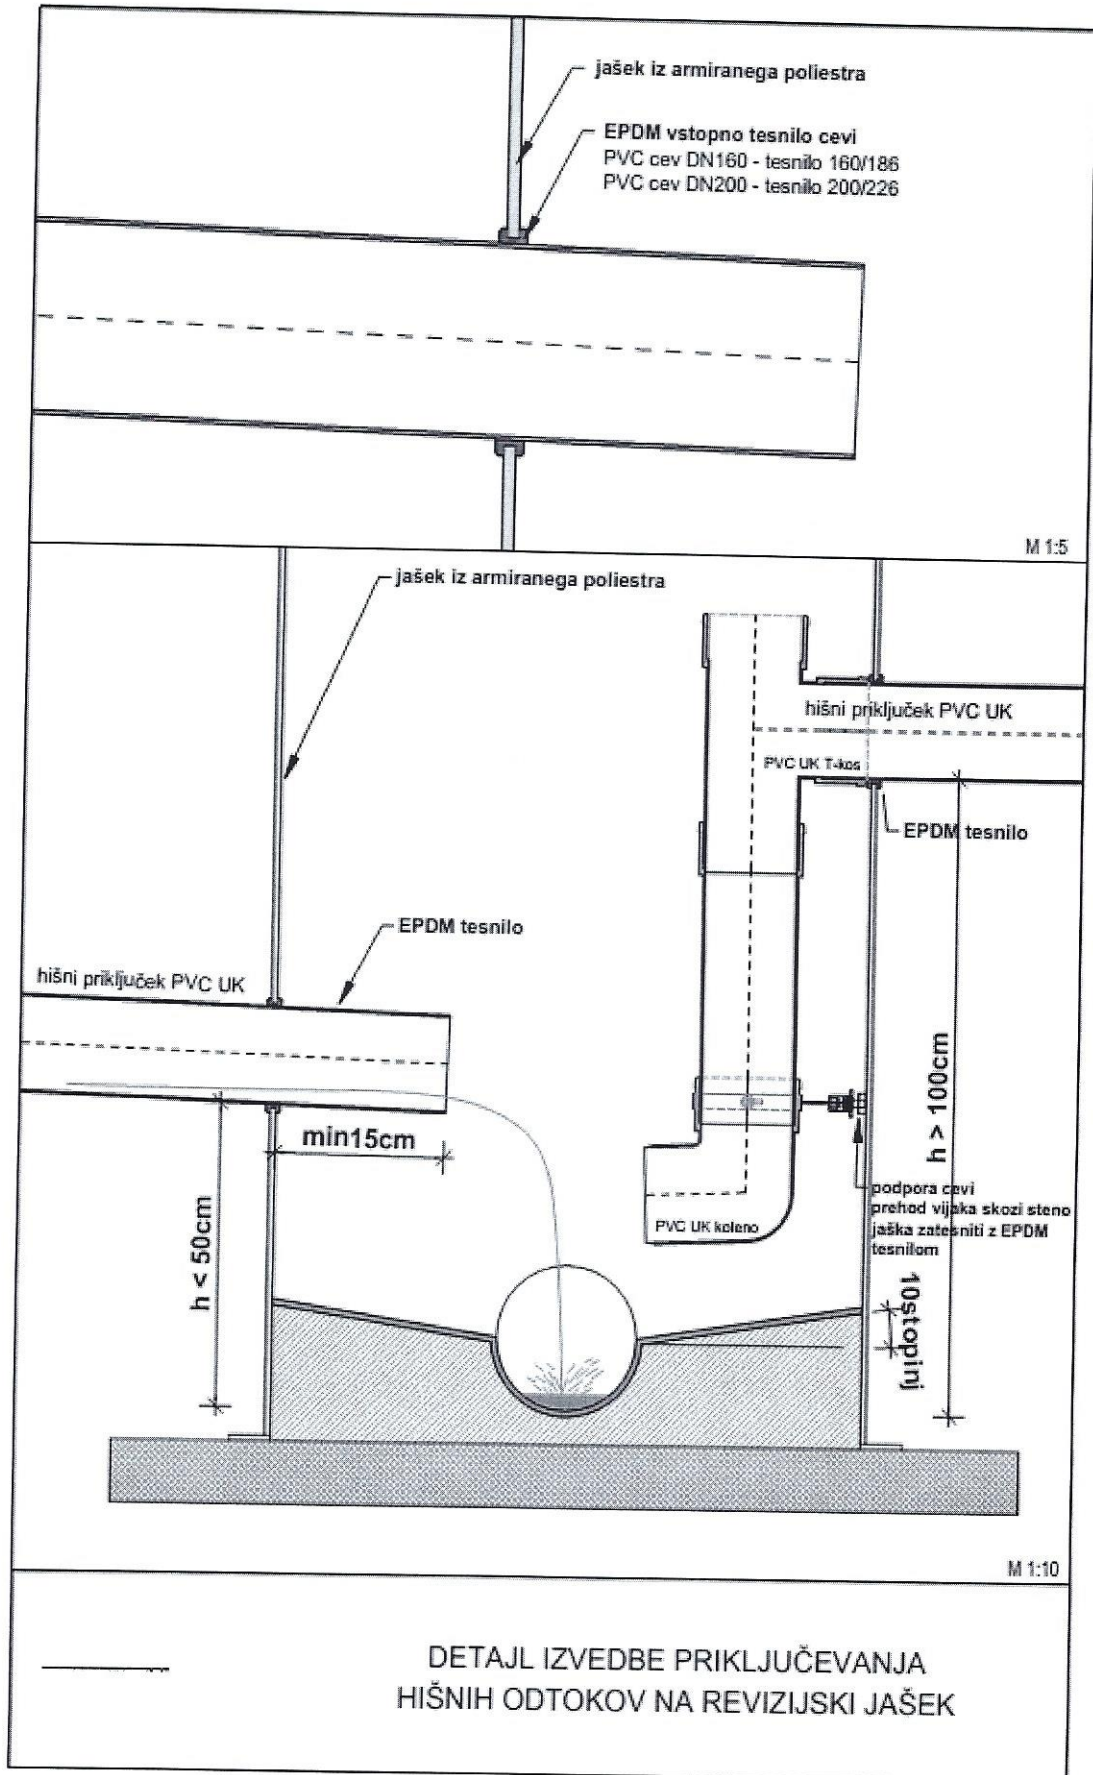 jašek iz armiranega poliestra
EPDM vstopno tesnilo cevi
PVC cev DN160 - tesnilo 160/186
PVC cev DN200 - tesnilo 200/226
M 1:5
jašek iz armiranega poliestra
hišni priključek PVC UK
PVC UK T-kos
EPDM tesnilo
EPDM tesnilo
hišni priključek PVC UK
min15cm
h < 50cm
h > 100cm
podpora cevi
prehod vijaka skozi steno
jaška zatesniti z EPDM
tesnilom
PVC UK koleno
10stopinj
M 1:10
DETAJL IZVEDBE PRIKLJUČEVANJA
HIŠNIH ODTOKOV NA REVIZIJSKI JAŠEK